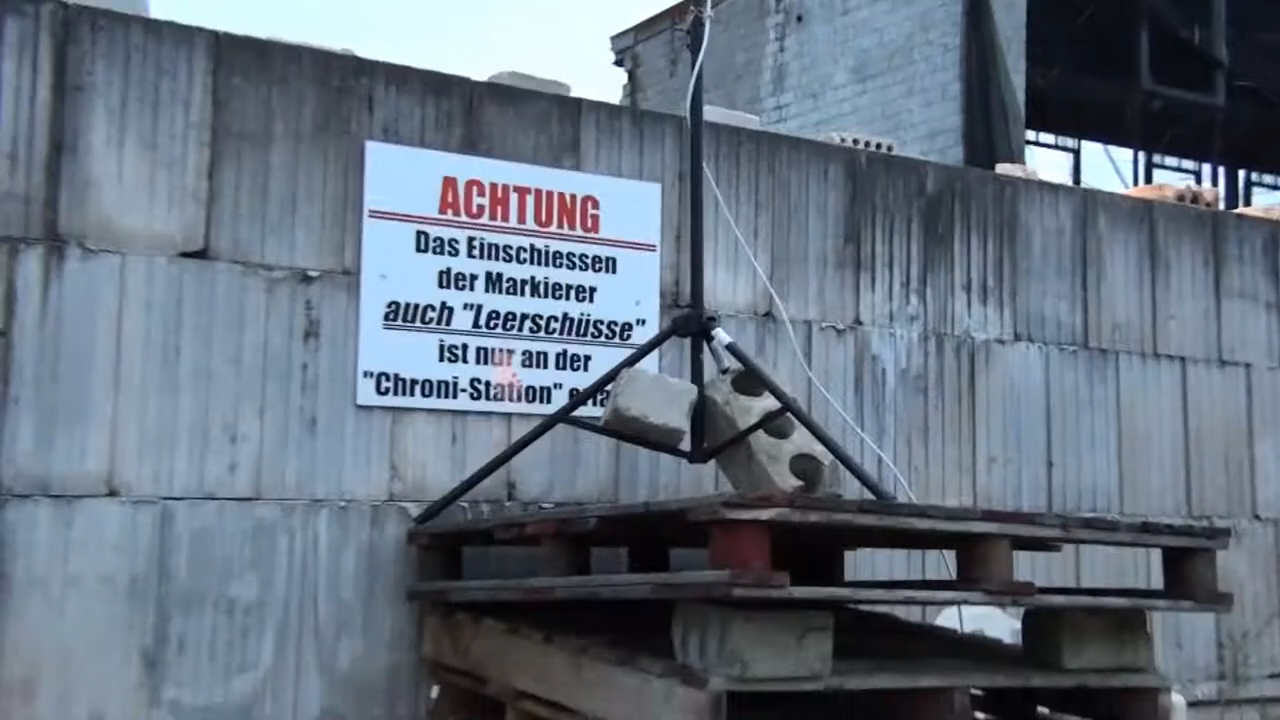 ACHTUNG
Das Einschiessen
der Markierer
auch "Leerschüsse"
ist nur an der
"Chroni-Station"